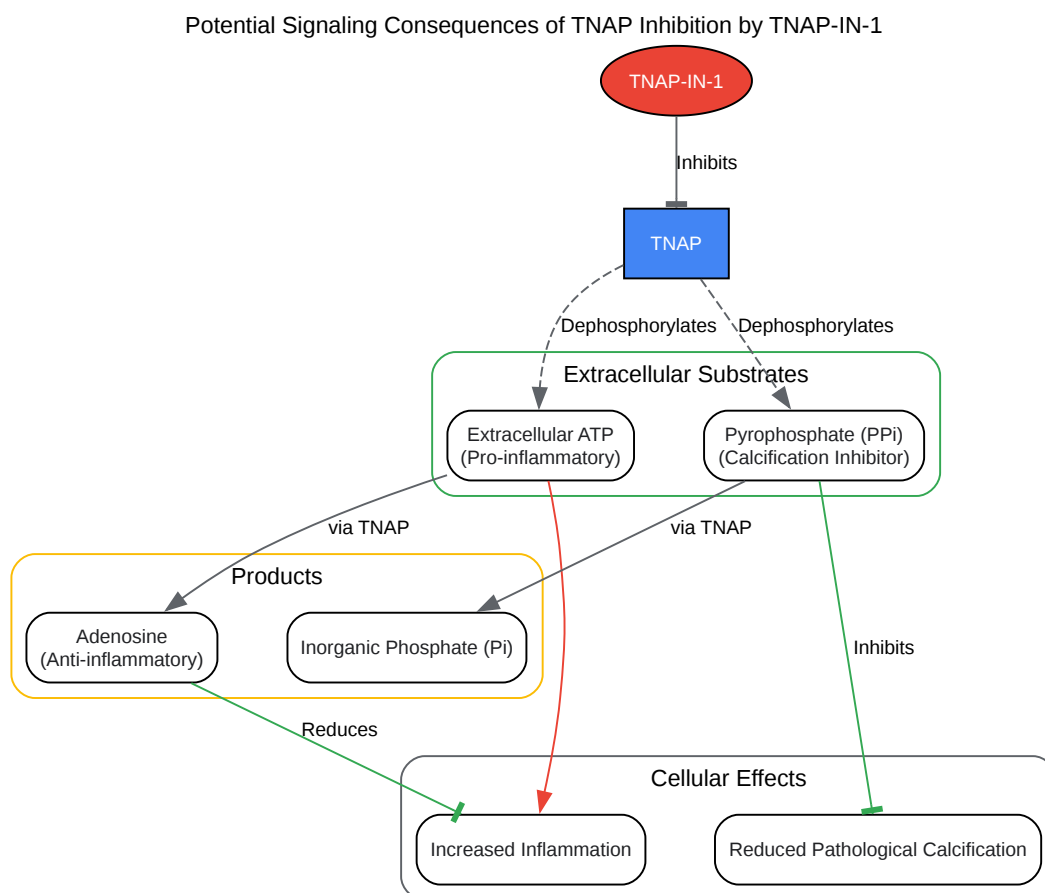 Potential Signaling Consequences of TNAP Inhibition by TNAP-IN-1
TNAP-IN-1
Inhibits
TNAP
Dephosphorylates
Dephosphorylates
Extracellular Substrates
Extracellular ATP
(Pro-inflammatory)
Pyrophosphate (PPi)
(Calcification Inhibitor)
via TNAP
via TNAP
Products
Adenosine
(Anti-inflammatory)
Inorganic Phosphate (Pi)
Inhibits
Reduces
Cellular Effects
Increased Inflammation
Reduced Pathological Calcification